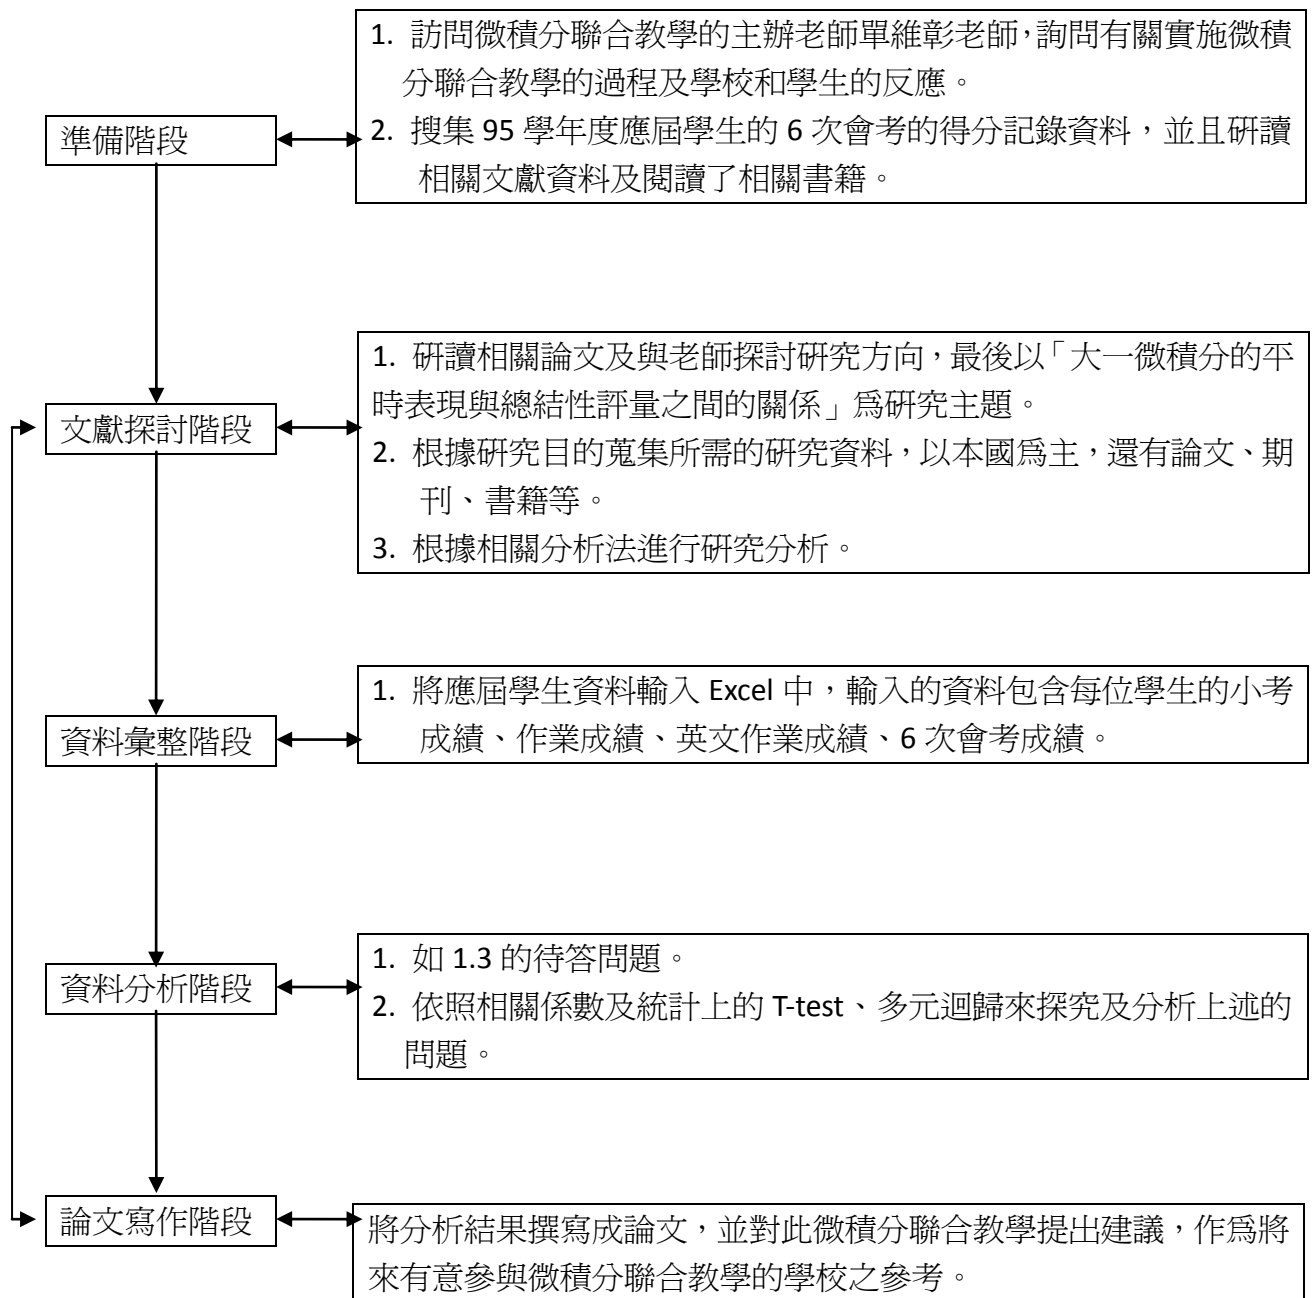 準備階段
1. 訪問微積分聯合教學的主辦老師單維彰老師,詢問有關實施微積
分聯合教學的過程及學校和學生的反應。
2. 搜集 95 學年度應屆學生的 6 次會考的得分記錄資料,並且研讀
相關文獻資料及閱讀了相關書籍。
文獻探討階段
1. 研讀相關論文及與老師探討研究方向,最後以「大一微積分的平
時表現與總結性評量之間的關係」為研究主題。
2. 根據研究目的蒐集所需的研究資料,以本國為主,還有論文、期
刊、書籍等。
3. 根據相關分析法進行研究分析。
資料彙整階段
1. 將應屆學生資料輸入 Excel 中,輸入的資料包含每位學生的小考
成績、作業成績、英文作業成績、6 次會考成績。
資料分析階段
1. 如 1.3 的待答問題。
2. 依照相關係數及統計上的 T-test、多元迴歸來探究及分析上述的
問題。
論文寫作階段
將分析結果撰寫成論文,並對此微積分聯合教學提出建議,作為將
來有意參與微積分聯合教學的學校之參考。